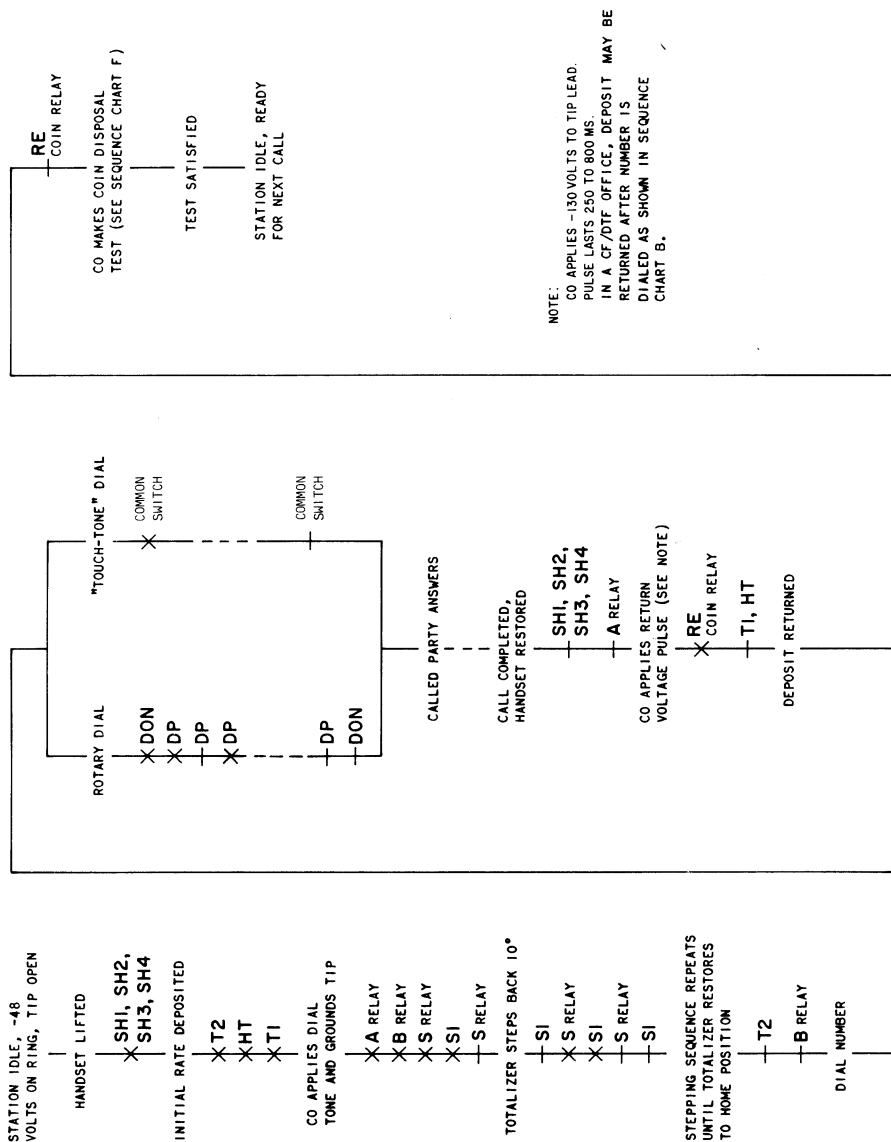 STATION IDLE, -48
VOLTS ON RING, TIP OPEN
HANDSET LIFTED
SH1, SH2,
SH3, SH4
INITIAL RATE DEPOSITED
T2
HT
T1
CO APPLIES DIAL
TONE AND GROUNDS TIP
A RELAY
B RELAY
S RELAY
S1
S RELAY
TOTALIZER STEPS BACK 10°
S1
S RELAY
S1
S RELAY
S1
STEPPING SEQUENCE REPEATS
UNTIL TOTALIZER RESTORES
TO HOME POSITION
T2
B RELAY
DIAL NUMBER
ROTARY DIAL
DON
DP
DP
DP
DP
DON
"TOUCH-TONE" DIAL
COMMON
SWITCH
COMMON
SWITCH
CALLED PARTY ANSWERS
CALL COMPLETED,
HANDSET RESTORED
SH1, SH2,
SH3, SH4
A RELAY
CO APPLIES RETURN
VOLTAGE PULSE (SEE NOTE)
RE
COIN RELAY
T1, HT
DEPOSIT RETURNED
RE
COIN RELAY
CO MAKES COIN DISPOSAL
TEST (SEE SEQUENCE CHART F)
TEST SATISFIED
STATION IDLE, READY
FOR NEXT CALL
NOTE:
CO APPLIES -130 VOLTS TO TIP LEAD.
PULSE LASTS 250 TO 800 MS.
IN A CF/DTF OFFICE, DEPOSIT MAY BE
RETURNED AFTER NUMBER IS
DIALED AS SHOWN IN SEQUENCE
CHART B.